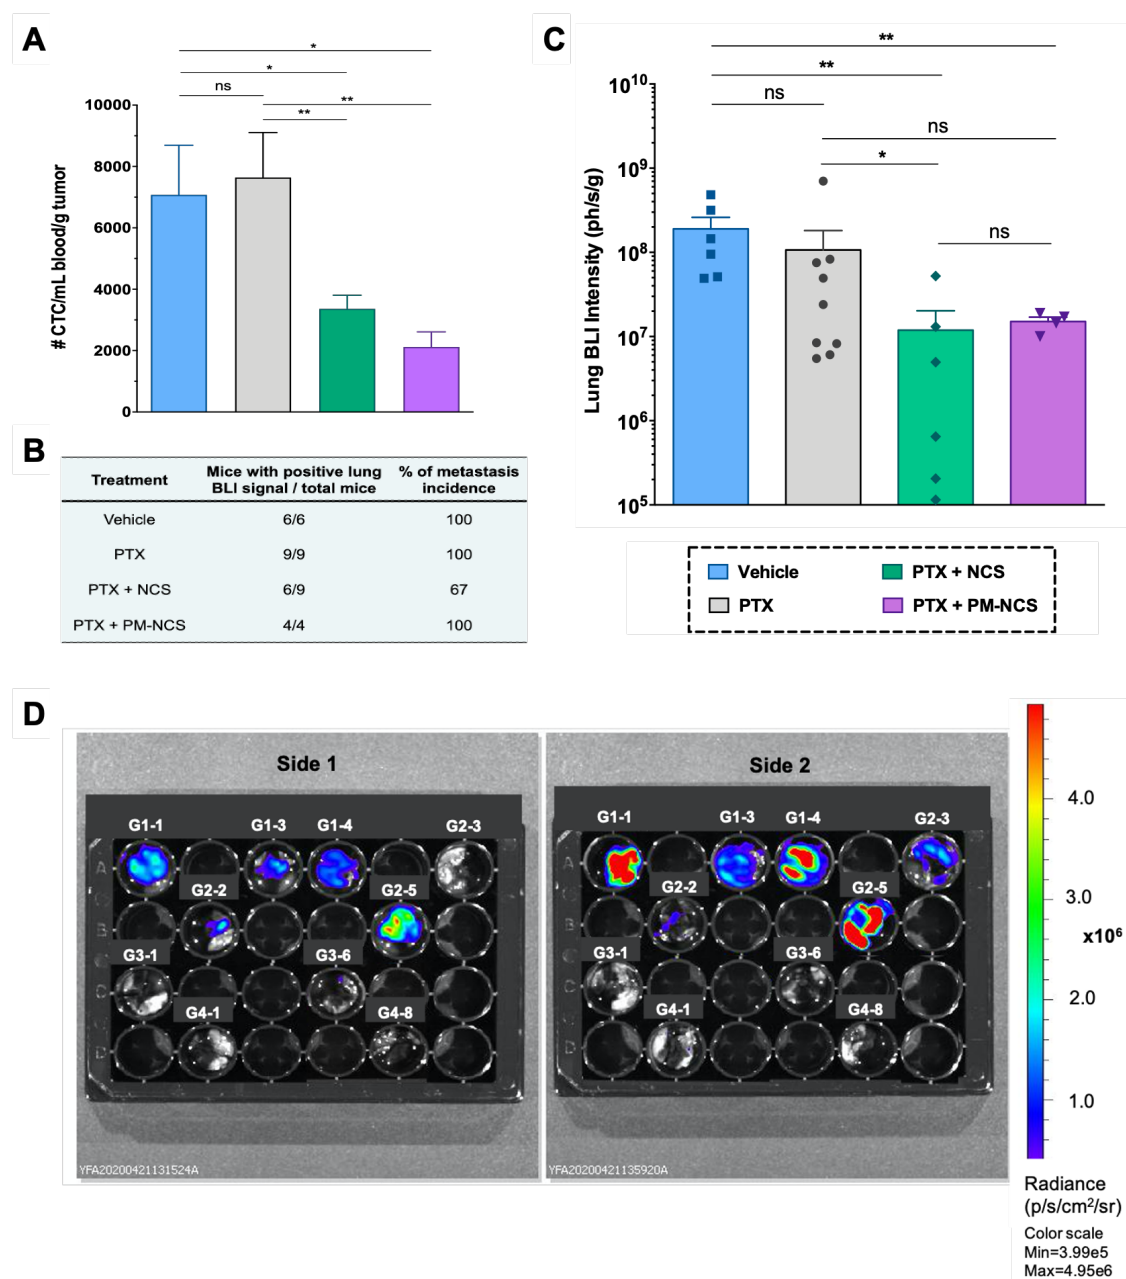 A
*
*
ns
**
**
10000
8000
6000
4000
2000
0
# CTC/mL blood/g tumor
B
Treatment
Mice with positive lung BLI signal / total mice
% of metastasis incidence
Vehicle 6/6 100
PTX 9/9 100
PTX + NCS 6/9 67
PTX + PM-NCS 4/4 100
C
**
**
ns
ns
*
ns
10^10
10^9
10^8
10^7
10^6
10^5
Lung BLI Intensity (ph/s/g)
Vehicle
PTX + NCS
PTX
PTX + PM-NCS
D
Side 1
G1-1 G1-3 G1-4 G2-3
A
G2-2 G2-5
B
G3-1 G3-6
C
G4-1 G4-8
D
YFA20200421131524A
Side 2
G1-1 G1-3 G1-4 G2-3
A
G2-2 G2-5
B
G3-1 G3-6
C
G4-1 G4-8
D
YFA20200421135920A
4.0
3.0
x10^6
2.0
1.0
Radiance
(p/s/cm²/sr)
Color scale
Min=3.99e5
Max=4.95e6